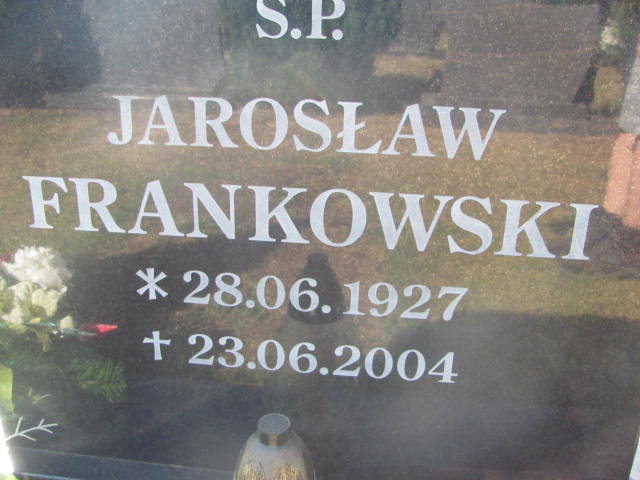 Ś.P.
JAROSŁAW
FRANKOWSKI
* 28.06.1927
† 23.06.2004